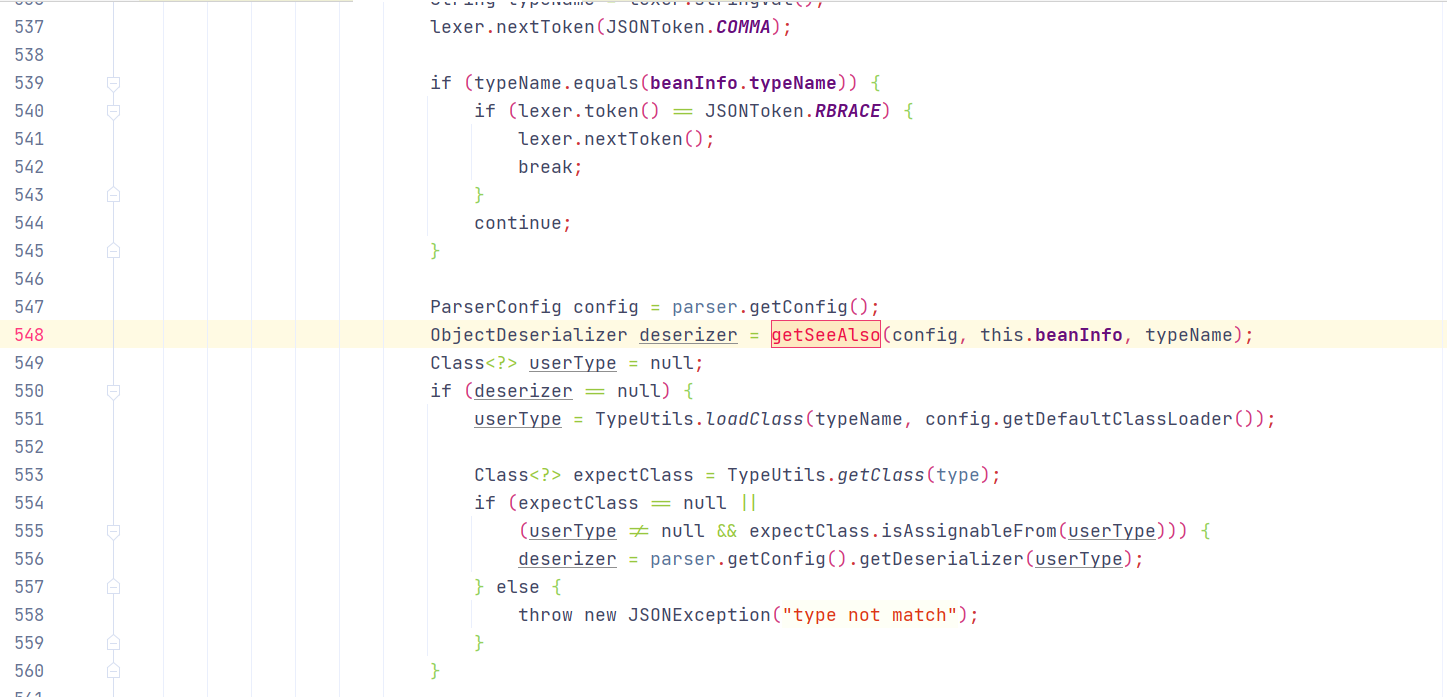 String typeName = lexer.stringVal();
537 lexer.nextToken(JSONToken.COMMA);
538
539 if (typeName.equals(beanInfo.typeName)) {
540 if (lexer.token() == JSONToken.RBRACE) {
541 lexer.nextToken();
542 break;
543 }
544 continue;
545 }
546
547 ParserConfig config = parser.getConfig();
548 ObjectDeserializer deserizer = getSeeAlso(config, this.beanInfo, typeName);
549 Class<?> userType = null;
550 if (deserizer == null) {
551 userType = TypeUtils.loadClass(typeName, config.getDefaultClassLoader());
552
553 Class<?> expectClass = TypeUtils.getClass(type);
554 if (expectClass == null ||
555 (userType != null && expectClass.isAssignableFrom(userType))) {
556 deserizer = parser.getConfig().getDeserializer(userType);
557 } else {
558 throw new JSONException("type not match");
559 }
560 }